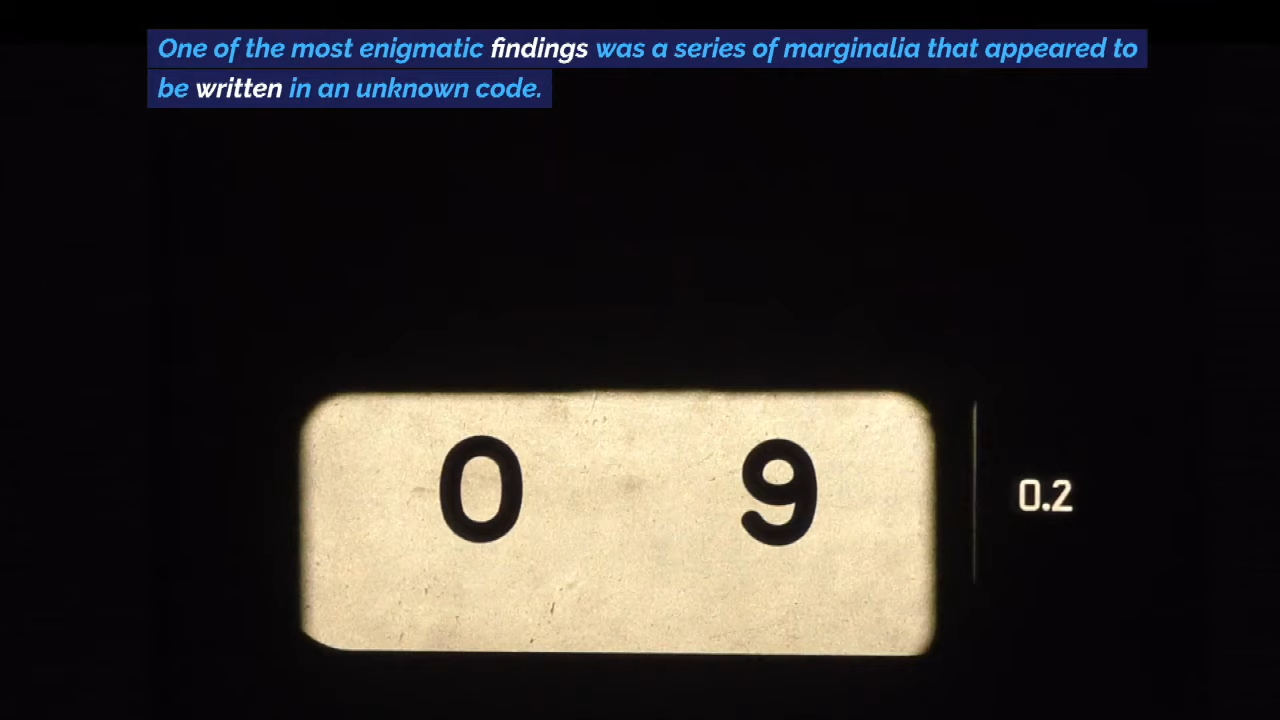 One of the most enigmatic findings was a series of marginalia that appeared to
be written in an unknown code.
0 9
0.2